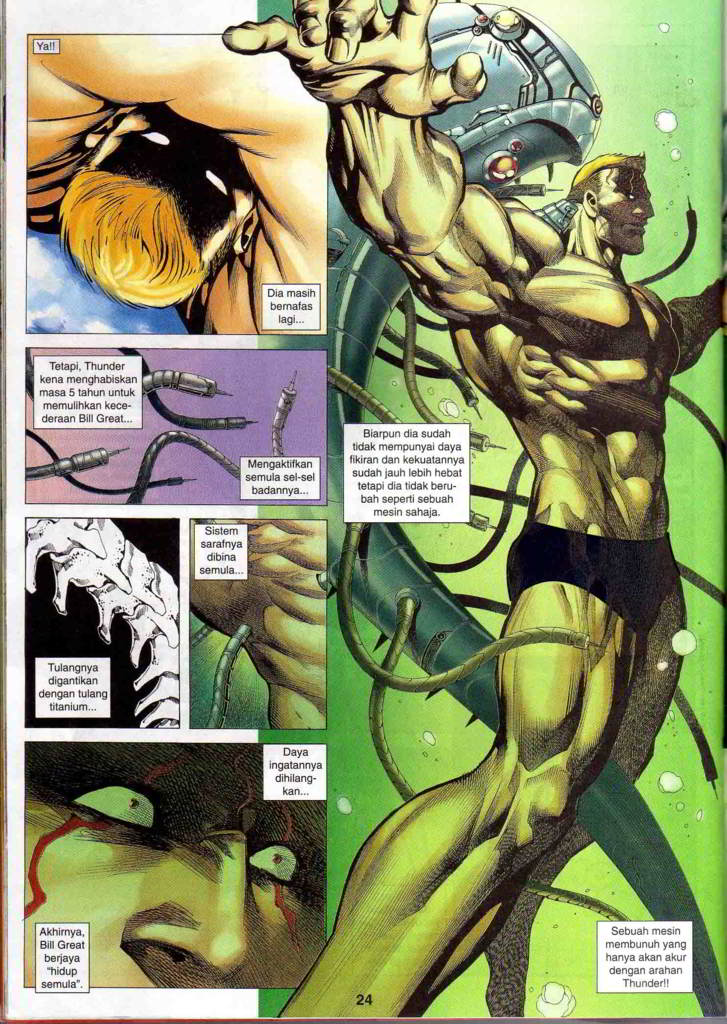 Ya!!
Dia masih
bernafas
lagi...
Tetapi, Thunder
kena menghabiskan
masa 5 tahun untuk
memulihkan kece-
deraan Bill Great...
Mengaktifkan
semula sel-sel
badannya...
Tulangnya
digantikan
dengan tulang
titanium...
Sistem
sarafnya
dibina
semula...
Daya
ingatannya
dihilang-
kan...
Akhirnya,
Bill Great
berjaya
"hidup
semula".
Biarpun dia sudah
tidak mempunyai daya
fikiran dan kekuatannya
sudah jauh lebih hebat
tetapi dia tidak beru-
bah seperti sebuah
mesin sahaja.
Sebuah mesin
membunuh yang
hanya akan akur
dengan arahan
Thunder!!
24